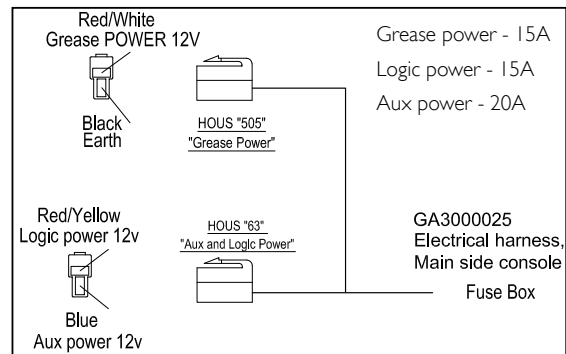 Red/White
Grease POWER 12V
Black
Earth
HOUS "505"
"Grease Power"
Grease power - 15A
Logic power - 15A
Aux power - 20A
Red/Yellow
Logic power 12v
Blue
Aux power 12v
HOUS "63"
"Aux and Logic Power"
GA3000025
Electrical harness,
Main side console
Fuse Box